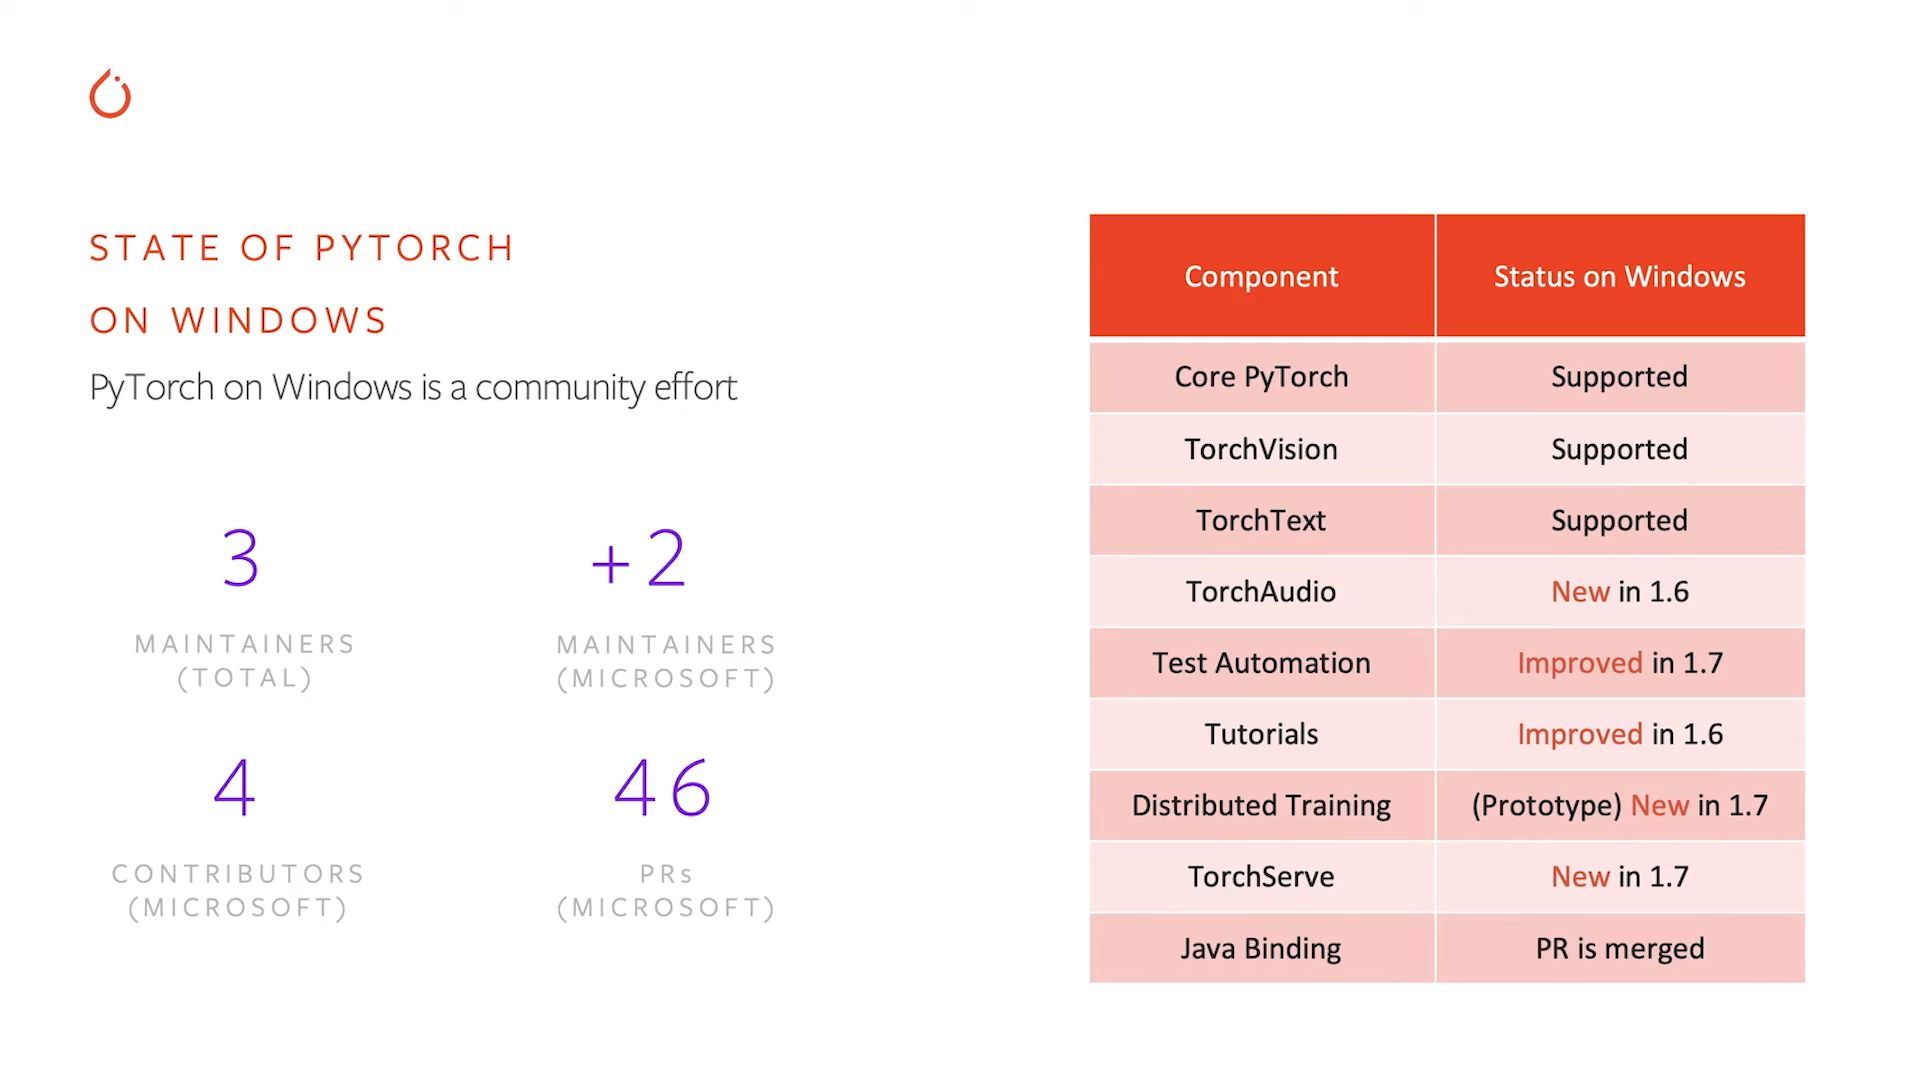 STATE OF PYTORCH
ON WINDOWS
PyTorch on Windows is a community effort
3
MAINTAINERS
(TOTAL)
+2
MAINTAINERS
(MICROSOFT)
4
CONTRIBUTORS
(MICROSOFT)
46
PRs
(MICROSOFT)
Component Status on Windows
Core PyTorch Supported
TorchVision Supported
TorchText Supported
TorchAudio New in 1.6
Test Automation Improved in 1.7
Tutorials Improved in 1.6
Distributed Training (Prototype) New in 1.7
TorchServe New in 1.7
Java Binding PR is merged